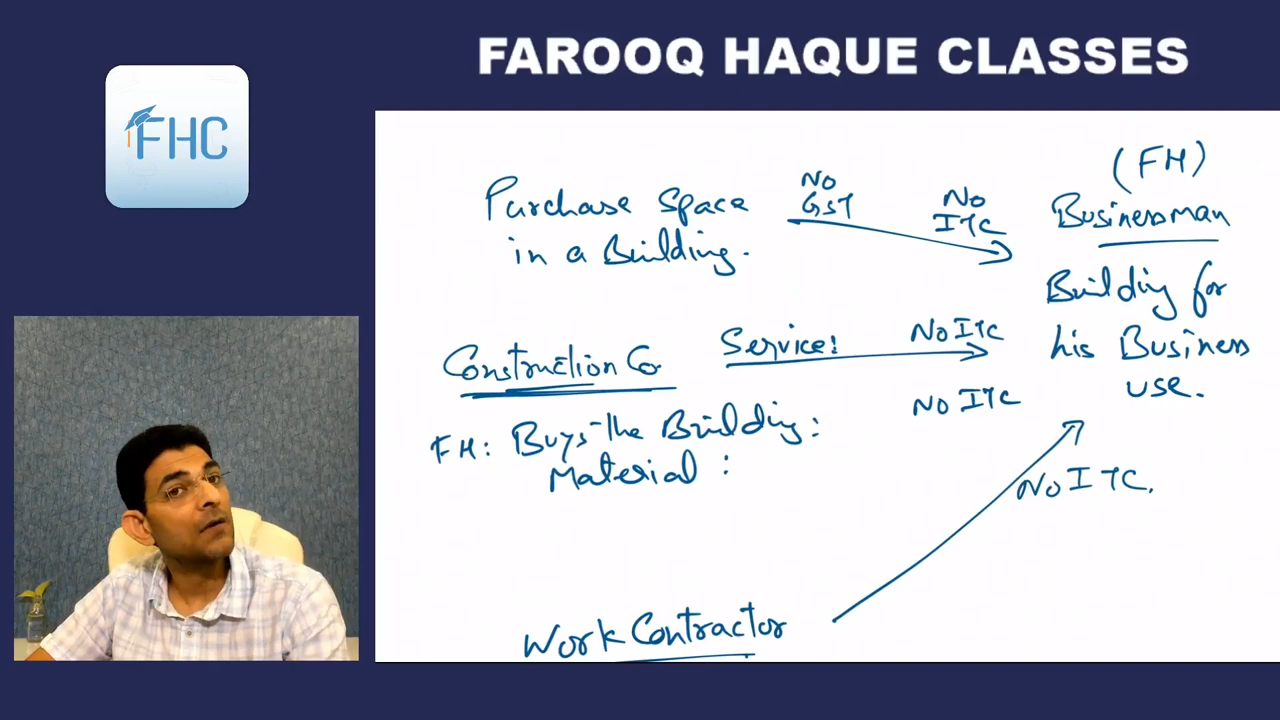 FAROOQ HAQUE CLASSES
FHC
(FH)
Businessman
Building for
his Business
use.
Purchase Space
in a Building.
No
GST
No
ITC
Construction Co
Service:
No ITC
FH: Buys the Building:
Material:
No ITC
Work Contractor
No ITC.